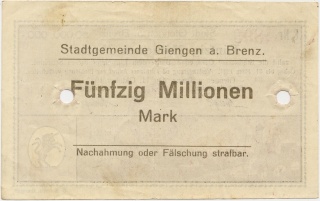 Stadtgemeinde Giengen a. Brenz.
Fünfzig Millionen
Mark
Nachahmung oder Fälschung strafbar.